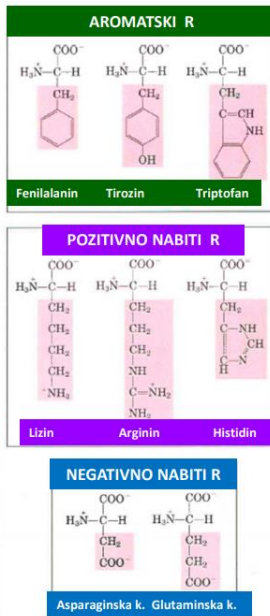 AROMATSKI R
COO⁻ COO⁻ COO⁻
H₃N⁺—C—H H₃N⁺—C—H H₃N⁺—C—H
CH₂ CH₂ CH₂
C=CH
NH
OH
Fenilalanin Tirozin Triptofan
POZITIVNO NABITI R
COO⁻ COO⁻ COO⁻
H₃N⁺—C—H H₃N⁺—C—H H₃N⁺—C—H
CH₂ CH₂ CH₂
CH₂ CH₂ C—NH
CH₂ CH₂ CH
CH₂ NH C—N
H
⁺NH₃ C=NH₂⁺
NH₂
Lizin Arginin Histidin
NEGATIVNO NABITI R
COO⁻ COO⁻
H₃N⁺—C—H H₃N⁺—C—H
CH₂ CH₂
COO⁻ CH₂
COO⁻
Asparaginska k. Glutaminska k.